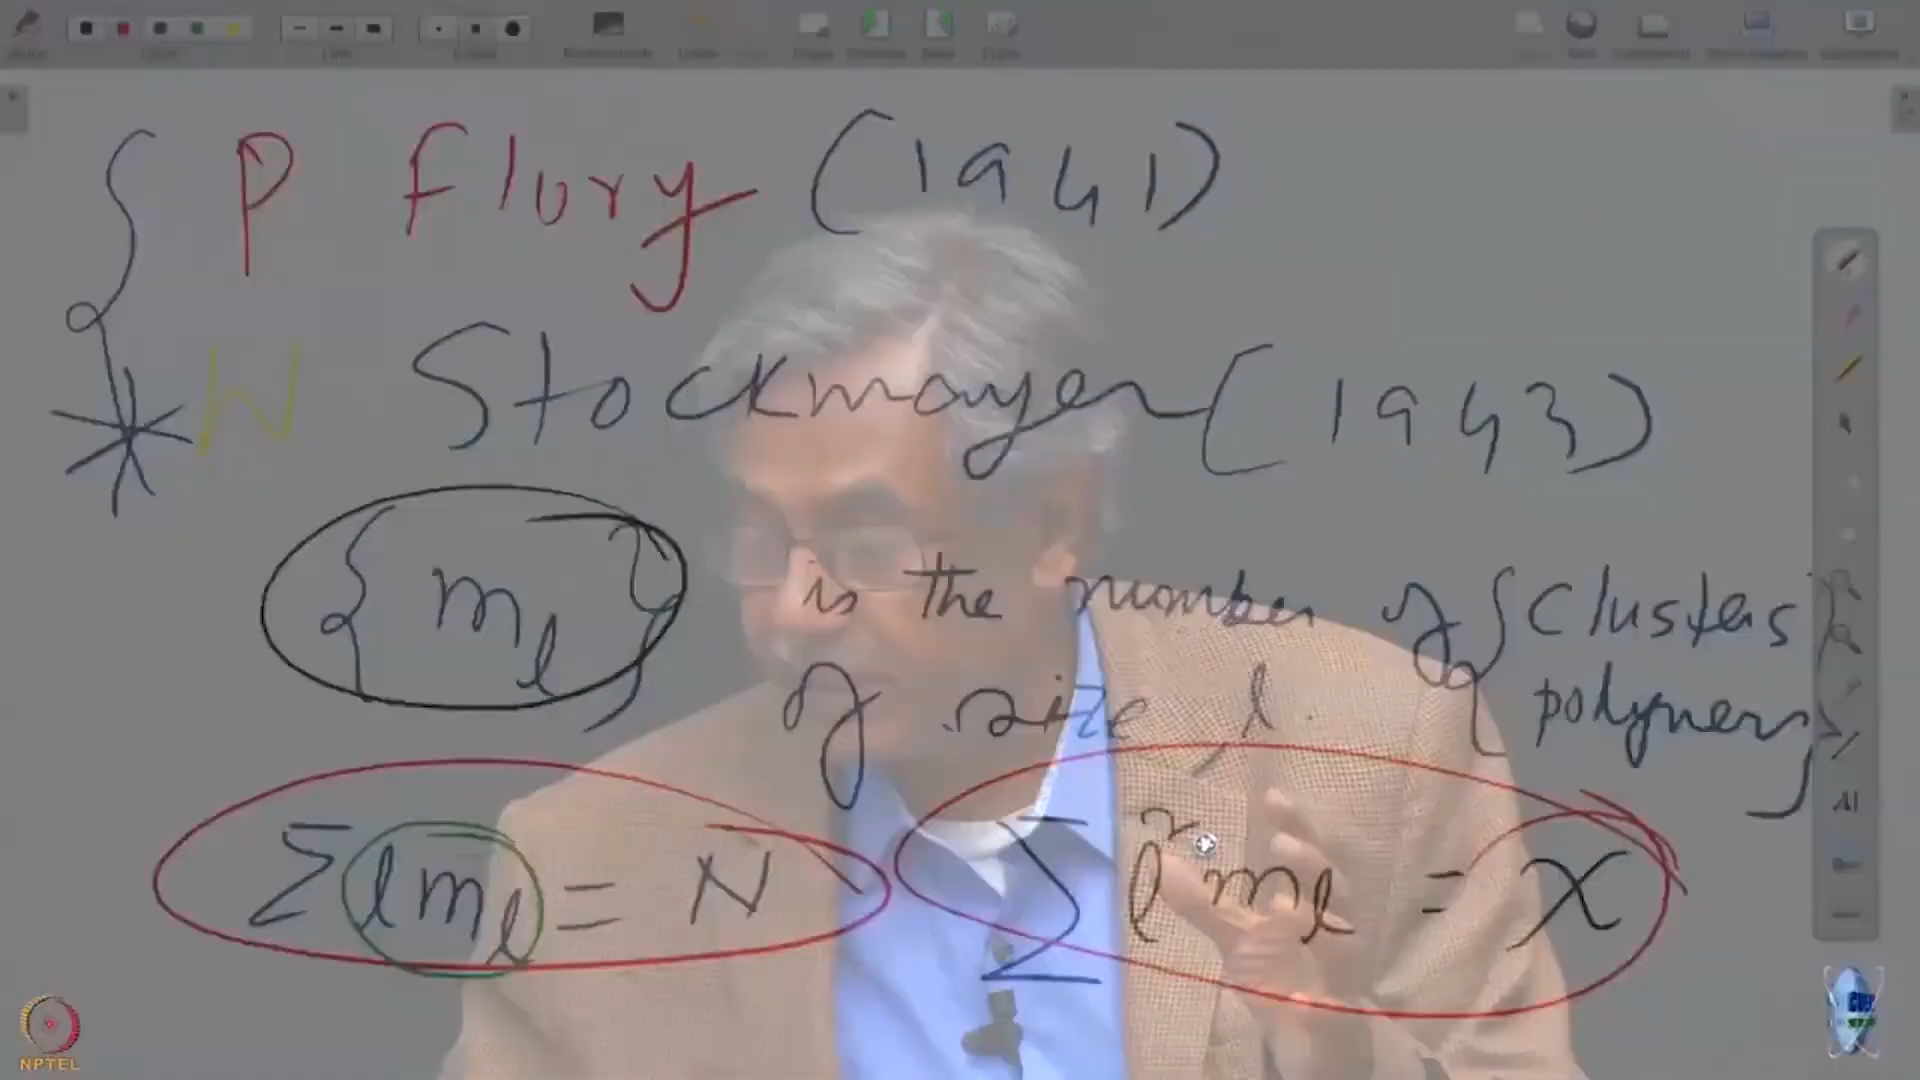 P Flory (1941)
W Stockmayer (1943)
{ m_l } is the number of { clusters
polymers }
of size l.
Σ l m_l = N
Σ l² m_l = χ
NPTEL